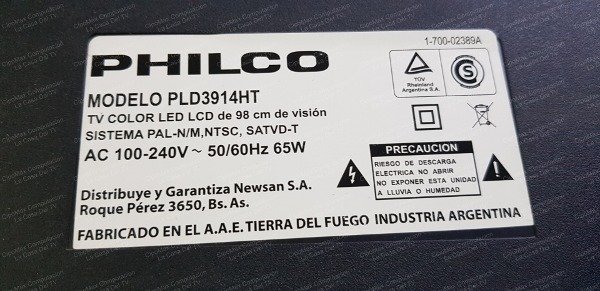 1-700-02389A
PHILCO
MODELO PLD3914HT
TV COLOR LED LCD de 98 cm de visión
SISTEMA PAL-N/M,NTSC, SATVD-T
AC 100-240V ~ 50/60Hz 65W
TÜV
Rheinland
Argentina S.A.
S
PRECAUCION
RIESGO DE DESCARGA
ELECTRICA NO ABRIR
NO EXPONER ESTA UNIDAD
A LLUVIA O HUMEDAD
Distribuye y Garantiza Newsan S.A.
Roque Pérez 3650, Bs. As.
FABRICADO EN EL A.A.E. TIERRA DEL FUEGO INDUSTRIA ARGENTINA